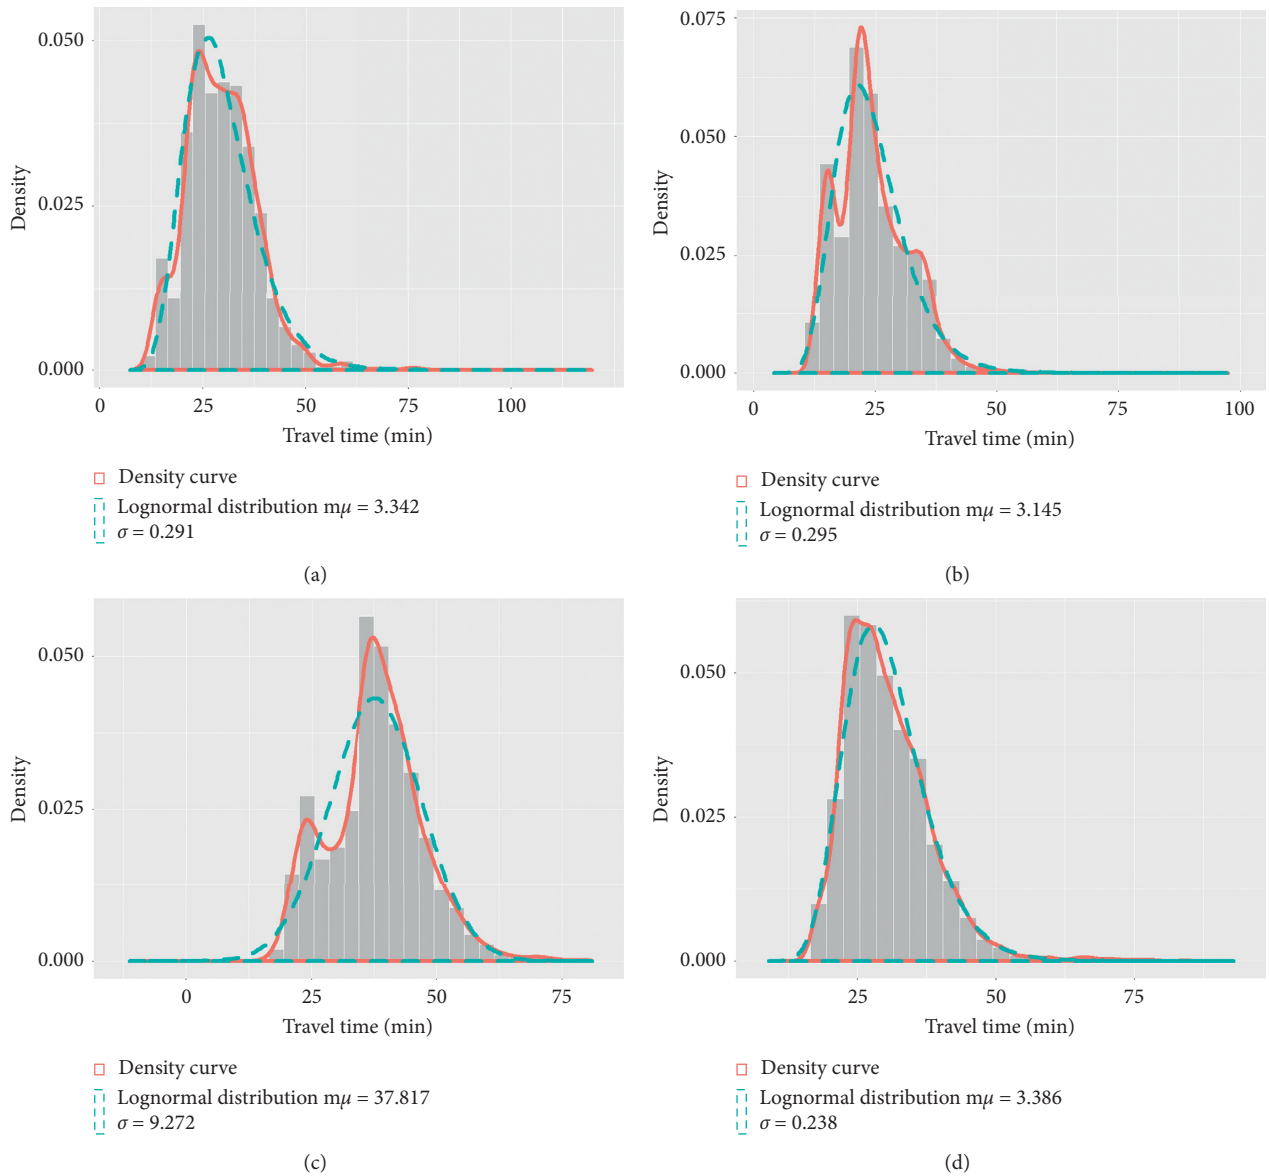 0.050
0.025
0.000
Density
0 25 50 75 100
Travel time (min)
Density curve
Lognormal distribution mμ = 3.342
σ = 0.291
(a)
0.075
0.050
0.025
0.000
Density
0 25 50 75 100
Travel time (min)
Density curve
Lognormal distribution mμ = 3.145
σ = 0.295
(b)
0.050
0.025
0.000
Density
0 25 50 75
Travel time (min)
Density curve
Lognormal distribution mμ = 37.817
σ = 9.272
(c)
0.050
0.025
0.000
Density
25 50 75
Travel time (min)
Density curve
Lognormal distribution mμ = 3.386
σ = 0.238
(d)